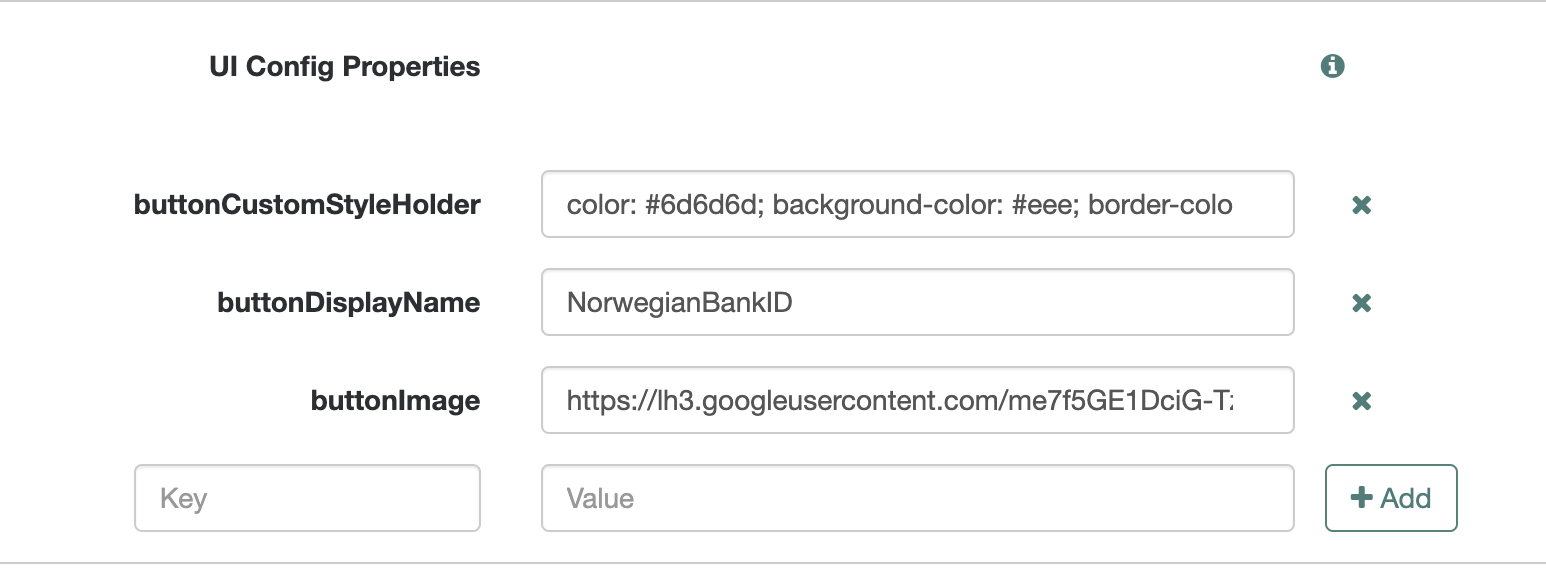 UI Config Properties
buttonCustomStyleHolder color: #6d6d6d; background-color: #eee; border-colo
buttonDisplayName NorwegianBankID
buttonImage https://lh3.googleusercontent.com/me7f5GE1DciG-Tz
Key Value Add